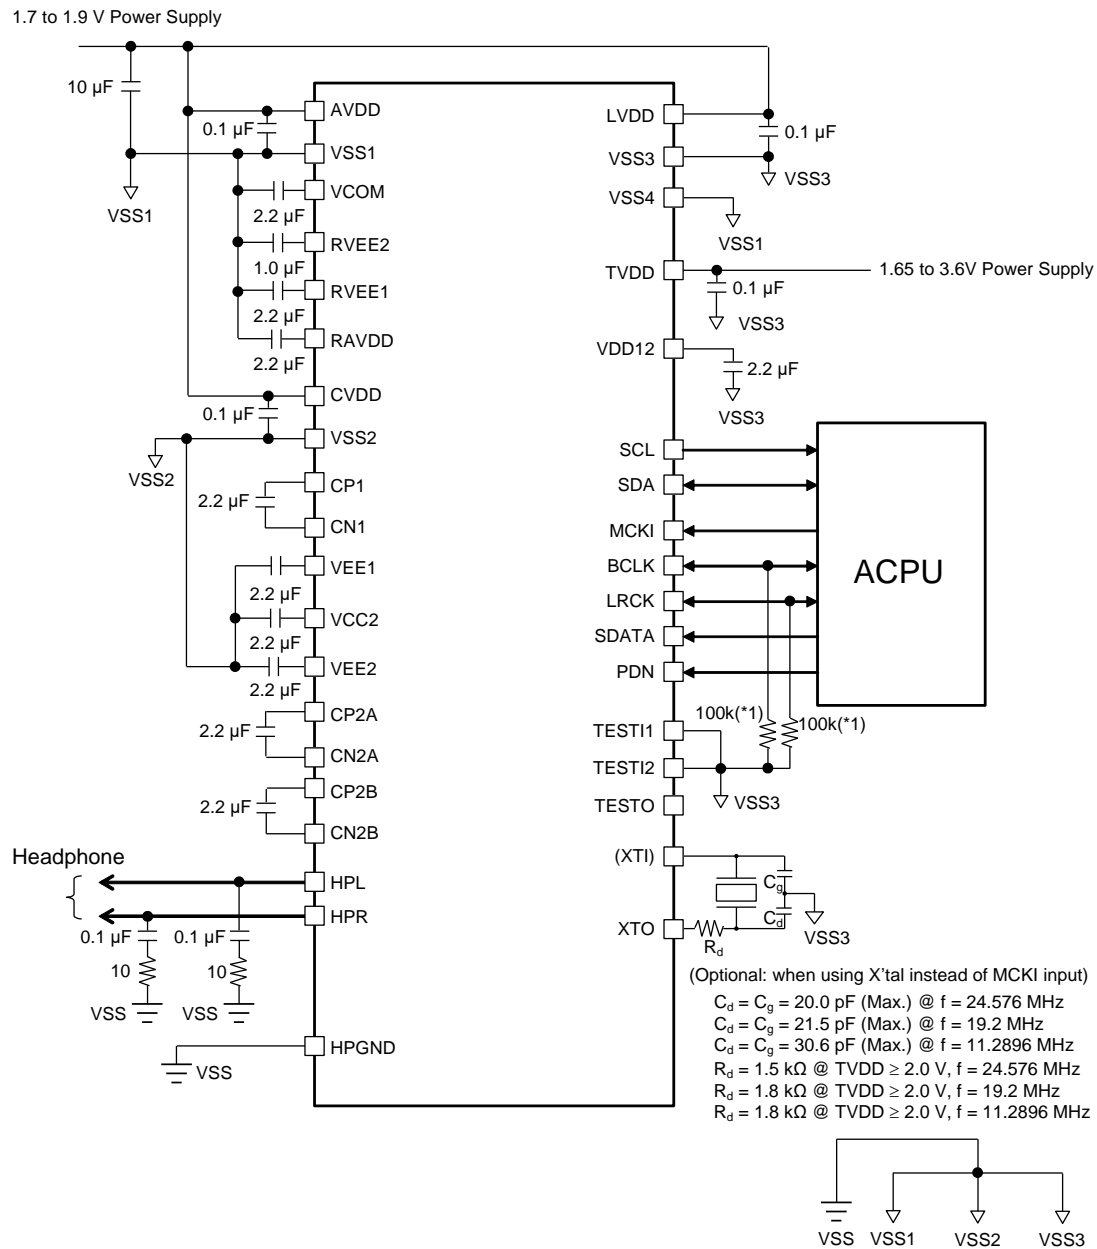 1.7 to 1.9 V Power Supply
10 µF
0.1 µF
AVDD
VSS1
VSS1
VCOM
2.2 µF
RVEE2
1.0 µF
RVEE1
2.2 µF
RAVDD
2.2 µF
CVDD
0.1 µF
VSS2
VSS2
CP1
2.2 µF
CN1
VEE1
2.2 µF
VCC2
2.2 µF
VEE2
2.2 µF
CP2A
2.2 µF
CN2A
CP2B
2.2 µF
CN2B
Headphone
HPL
HPR
0.1 µF
0.1 µF
10
10
VSS
VSS
HPGND
VSS
LVDD
0.1 µF
VSS3
VSS3
VSS4
VSS1
TVDD
1.65 to 3.6V Power Supply
0.1 µF
VSS3
VDD12
2.2 µF
VSS3
SCL
SDA
MCKI
BCLK
LRCK
SDATA
PDN
ACPU
100k(*1)
100k(*1)
TESTI1
TESTI2
VSS3
TESTO
(XTI)
Cg
Cd
VSS3
XTO
Rd
(Optional: when using X'tal instead of MCKI input)
Cd = Cg = 20.0 pF (Max.) @ f = 24.576 MHz
Cd = Cg = 21.5 pF (Max.) @ f = 19.2 MHz
Cd = Cg = 30.6 pF (Max.) @ f = 11.2896 MHz
Rd = 1.5 kΩ @ TVDD ≥ 2.0 V, f = 24.576 MHz
Rd = 1.8 kΩ @ TVDD ≥ 2.0 V, f = 19.2 MHz
Rd = 1.8 kΩ @ TVDD ≥ 2.0 V, f = 11.2896 MHz
VSS VSS1 VSS2 VSS3